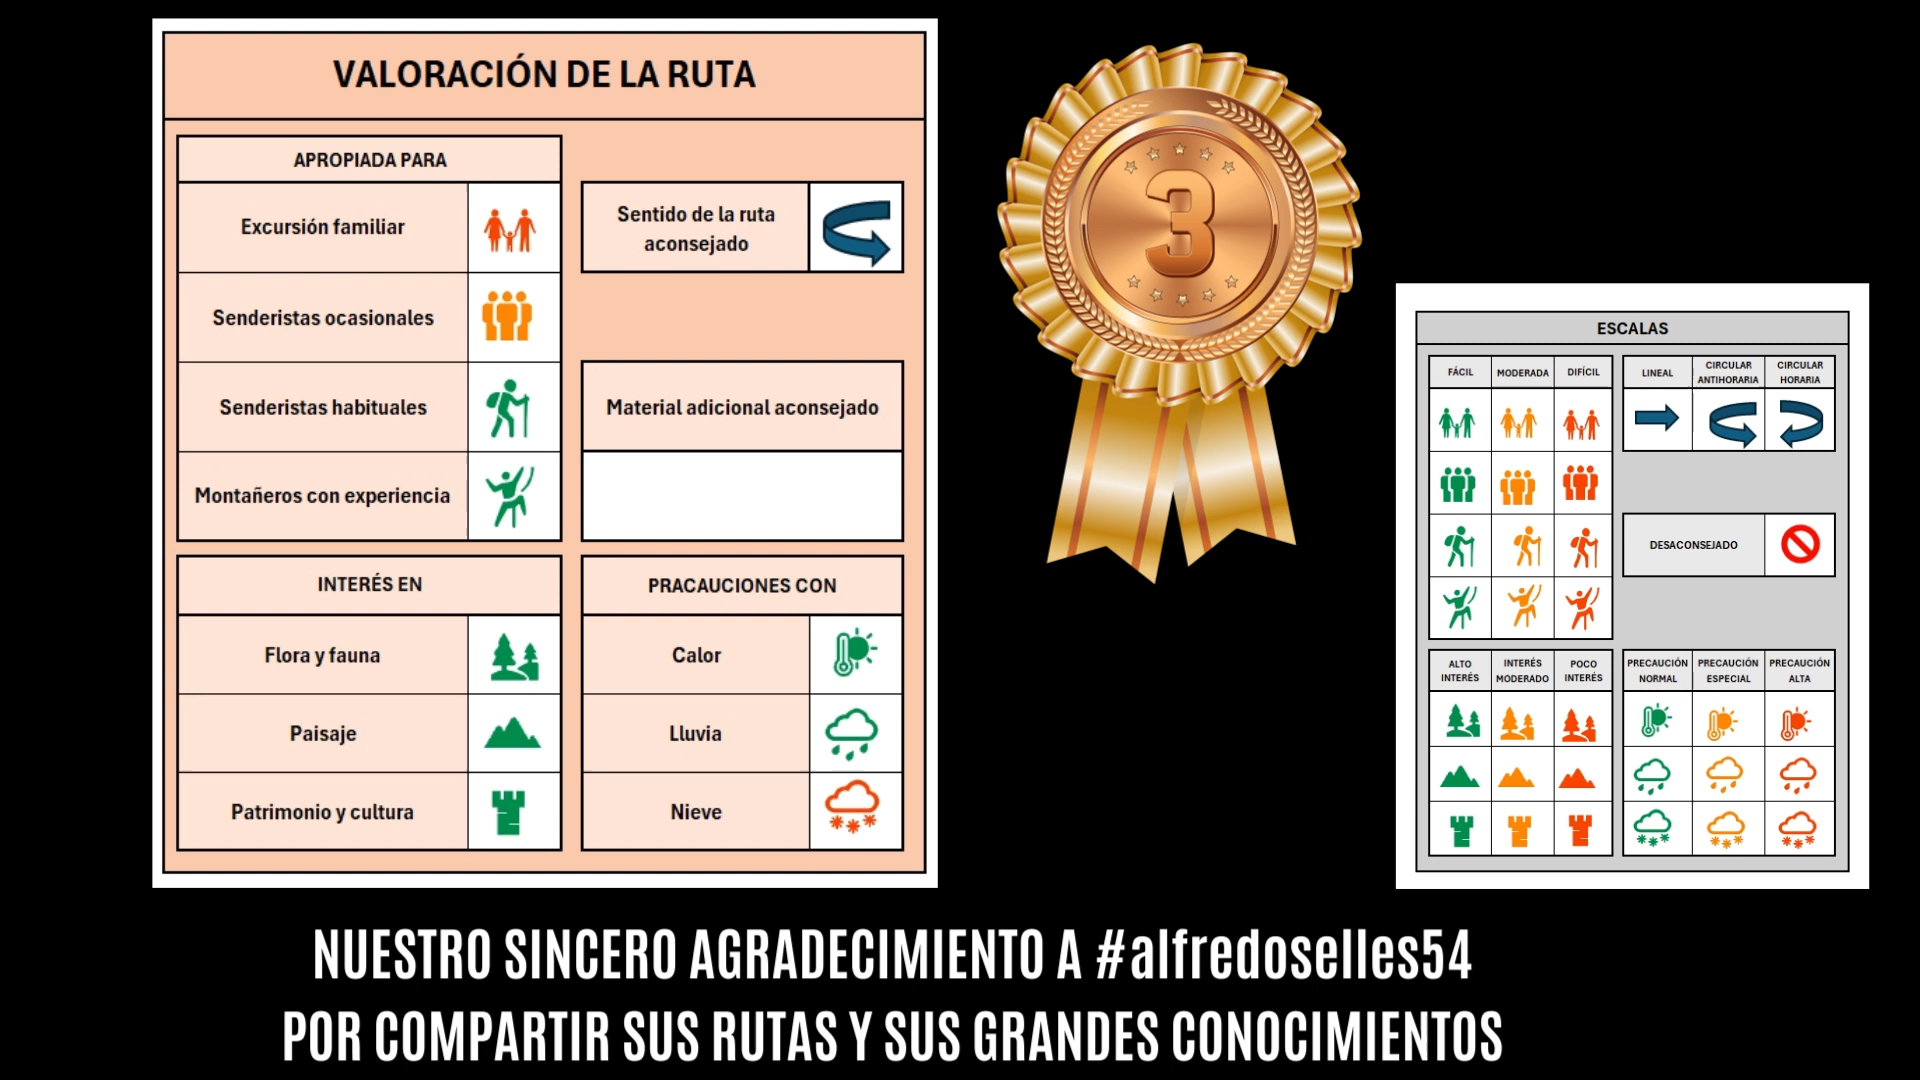 VALORACIÓN DE LA RUTA
APROPIADA PARA
Excursión familiar
Senderistas ocasionales
Senderistas habituales
Montañeros con experiencia
Sentido de la ruta
aconsejado
Material adicional aconsejado
INTERÉS EN
Flora y fauna
Paisaje
Patrimonio y cultura
PRACAUCIONES CON
Calor
Lluvia
Nieve
3
ESCALAS
FÁCIL MODERADA DIFÍCIL
LINEAL
CIRCULAR
ANTIHORARIA
CIRCULAR
HORARIA
DESACONSEJADO
ALTO
INTERÉS
INTERÉS
MODERADO
POCO
INTERÉS
PRECAUCIÓN
NORMAL
PRECAUCIÓN
ESPECIAL
PRECAUCIÓN
ALTA
NUESTRO SINCERO AGRADECIMIENTO A #alfredoselles54
POR COMPARTIR SUS RUTAS Y SUS GRANDES CONOCIMIENTOS